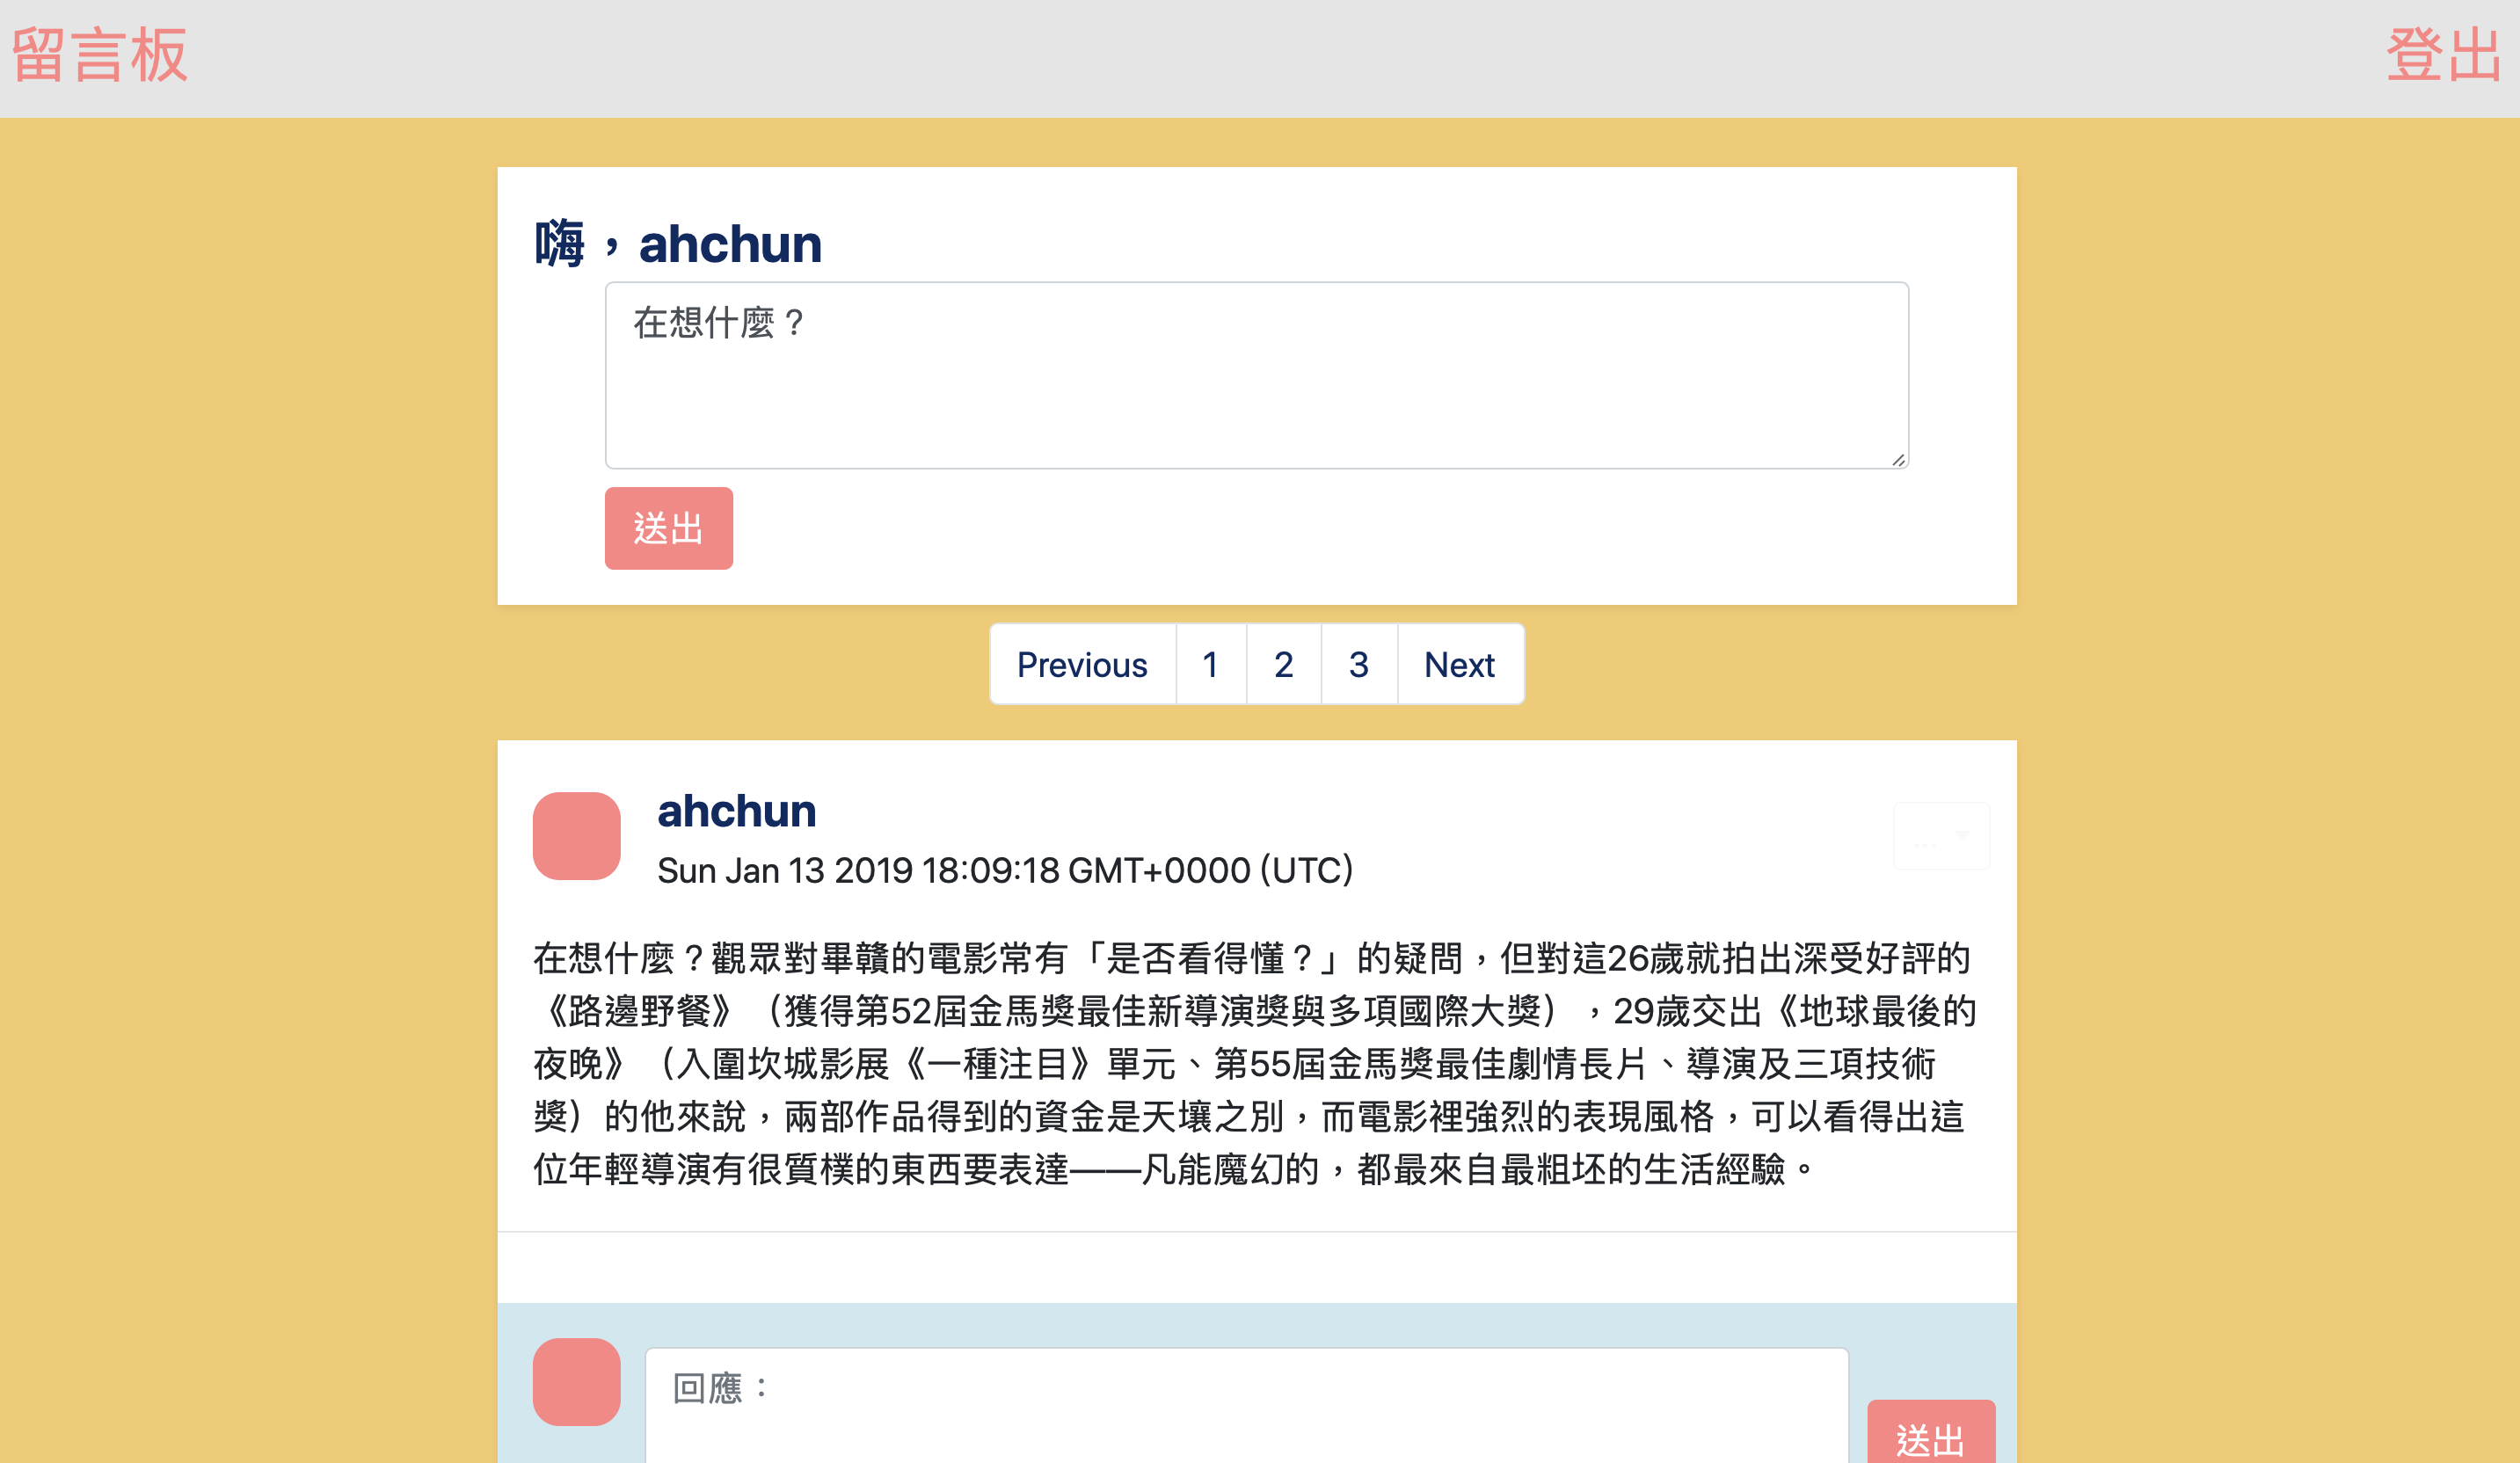 留言板
登出
嗨，ahchun
在想什麼？
送出
Previous 1 2 3 Next
ahchun
...
Sun Jan 13 2019 18:09:18 GMT+0000 (UTC)
在想什麼？觀眾對畢贛的電影常有「是否看得懂？」的疑問，但對這26歲就拍出深受好評的
《路邊野餐》（獲得第52屆金馬獎最佳新導演獎與多項國際大獎），29歲交出《地球最後的
夜晚》（入圍坎城影展《一種注目》單元、第55屆金馬獎最佳劇情長片、導演及三項技術
獎）的他來說，兩部作品得到的資金是天壤之別，而電影裡強烈的表現風格，可以看得出這
位年輕導演有很質樸的東西要表達——凡能魔幻的，都最來自最粗坯的生活經驗。
回應：
送出